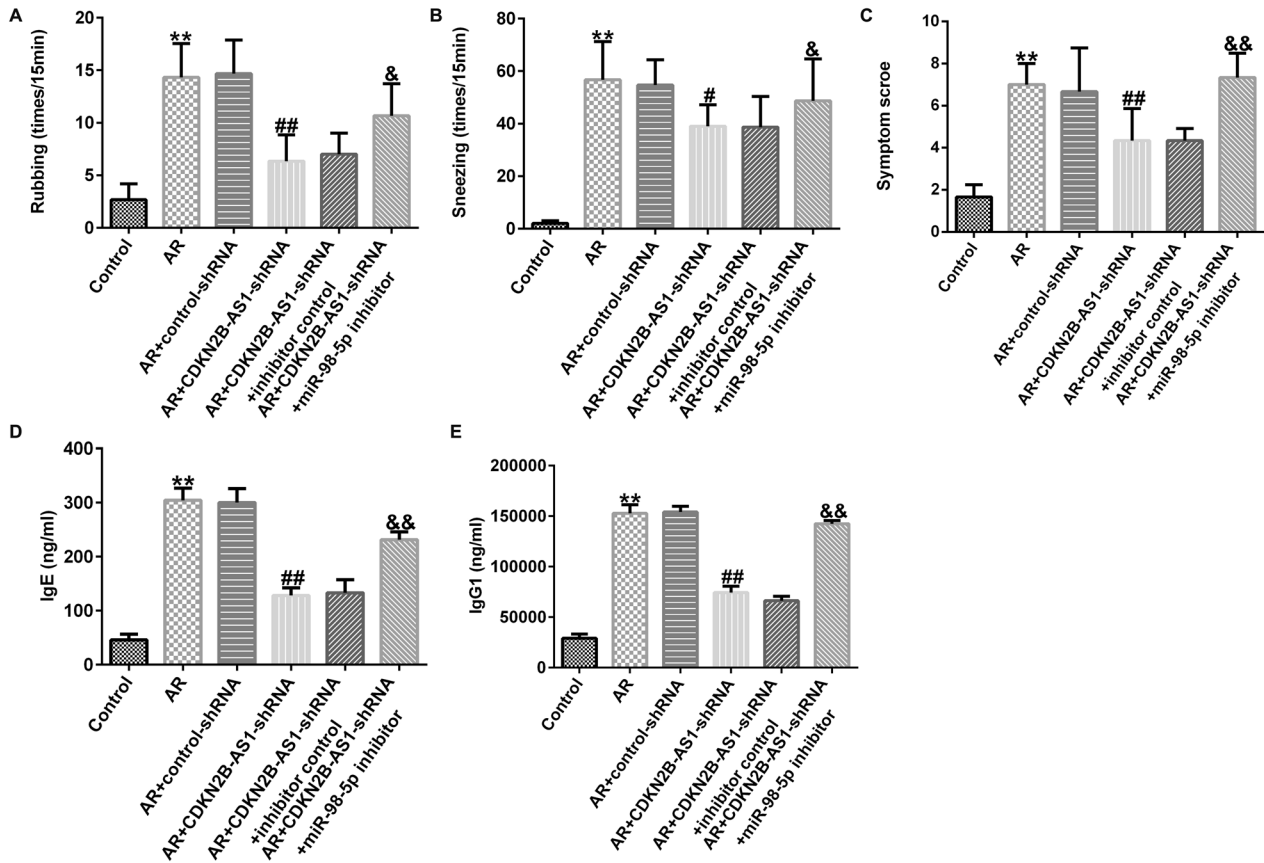 A
Rubbing (times/15min)
20
15
10
5
0
**
##
&
Control
AR
AR+control-shRNA
AR+CDKN2B-AS1-shRNA
AR+CDKN2B-AS1-shRNA
+inhibitor control
AR+CDKN2B-AS1-shRNA
+miR-98-5p inhibitor
B
Sneezing (times/15min)
80
60
40
20
0
**
#
&
Control
AR
AR+control-shRNA
AR+CDKN2B-AS1-shRNA
AR+CDKN2B-AS1-shRNA
+inhibitor control
AR+CDKN2B-AS1-shRNA
+miR-98-5p inhibitor
C
Symptom scroe
10
8
6
4
2
0
**
##
&&
Control
AR
AR+control-shRNA
AR+CDKN2B-AS1-shRNA
AR+CDKN2B-AS1-shRNA
+inhibitor control
AR+CDKN2B-AS1-shRNA
+miR-98-5p inhibitor
D
IgE (ng/ml)
400
300
200
100
0
**
##
&&
Control
AR
AR+control-shRNA
AR+CDKN2B-AS1-shRNA
AR+CDKN2B-AS1-shRNA
+inhibitor control
AR+CDKN2B-AS1-shRNA
+miR-98-5p inhibitor
E
IgG1 (ng/ml)
200000
150000
100000
50000
0
**
##
&&
Control
AR
AR+control-shRNA
AR+CDKN2B-AS1-shRNA
AR+CDKN2B-AS1-shRNA
+inhibitor control
AR+CDKN2B-AS1-shRNA
+miR-98-5p inhibitor